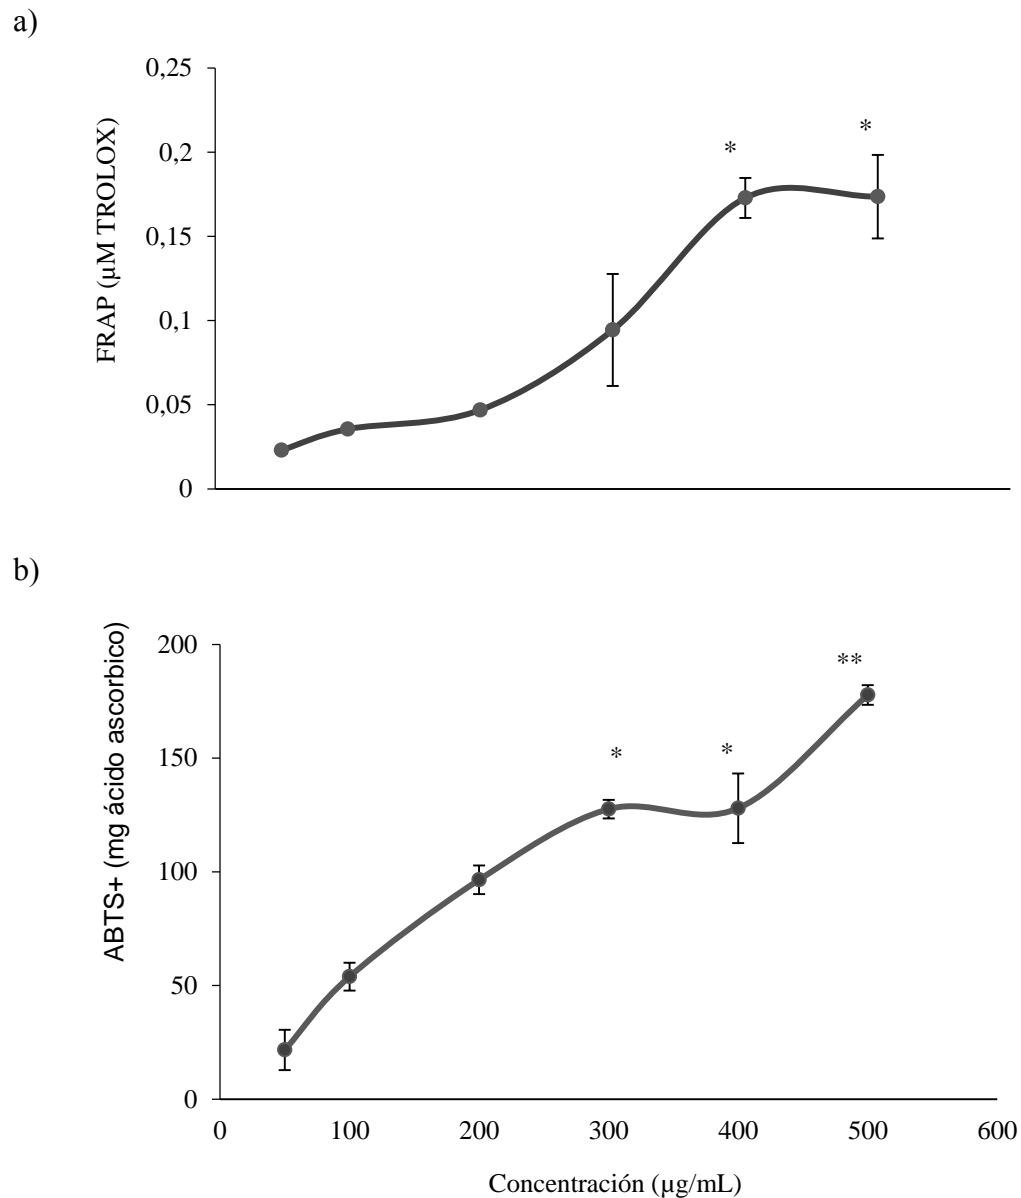 a)
0,25
0,2
0,15
0,1
0,05
0
FRAP (µM TROLOX)
*
*
b)
200
150
100
50
0
ABTS+ (mg ácido ascorbico)
*
*
**
0 100 200 300 400 500 600
Concentración (µg/mL)